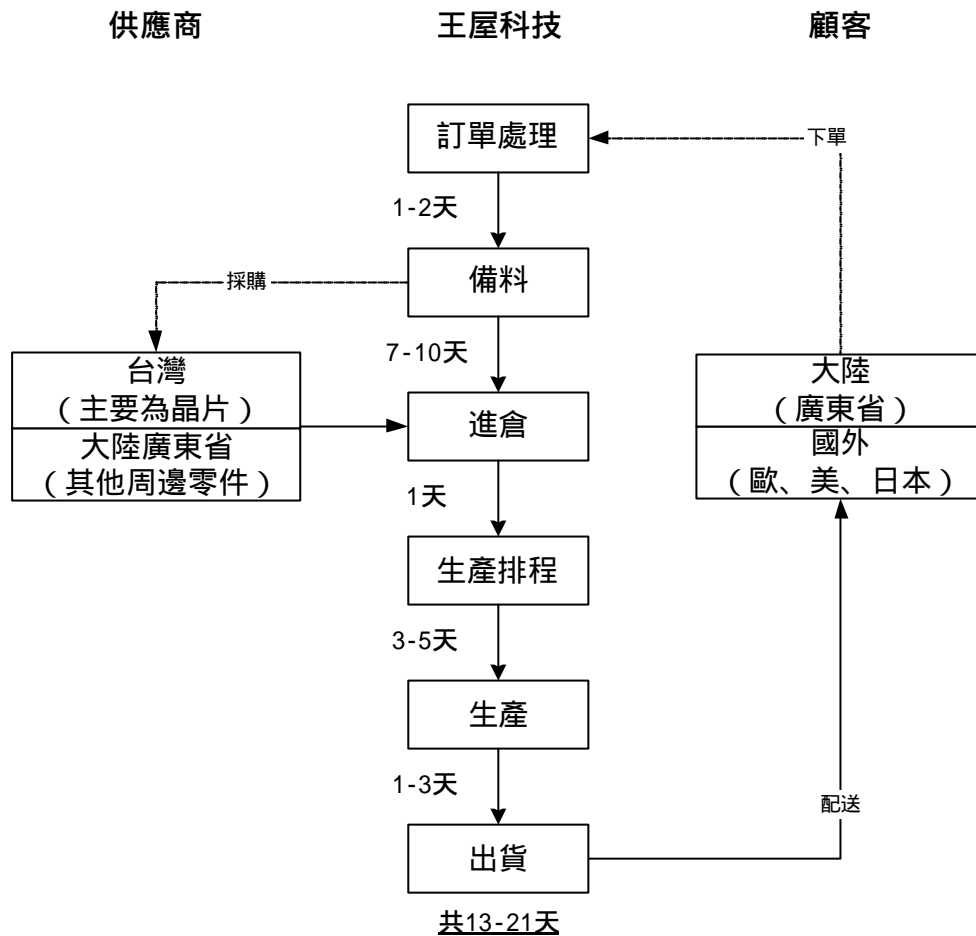 供應商
王屋科技
顧客
訂單處理
下單
1-2天
備料
採購
7-10天
台灣
（主要為晶片）
大陸廣東省
（其他周邊零件）
進倉
大陸
（廣東省）
國外
（歐、美、日本）
1天
生產排程
3-5天
生產
1-3天
配送
出貨
共13-21天